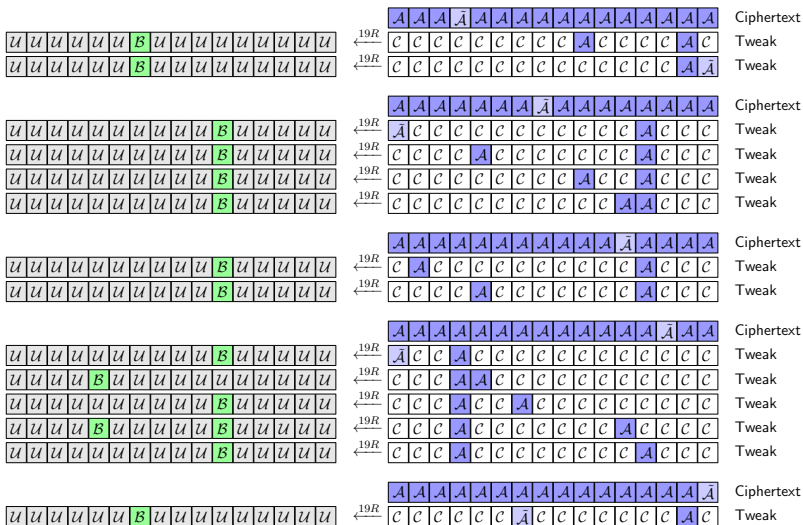 A A A Ā A A A A A A A A A A A A Ciphertext
U U U U U U B U U U U U U U U U ←19R C C C C C C C C C A C C C C A C Tweak
U U U U U U B U U U U U U U U U ←19R C C C C C C C C C C C C C C A Ā Tweak
A A A A A A A Ā A A A A A A A A Ciphertext
U U U U U U U U U U B U U U U U ←19R Ā C C C C C C C C C C C A C C C Tweak
U U U U U U U U U U B U U U U U ←19R C C C C A C C C C C C C A C C C Tweak
U U U U U U U U U U B U U U U U ←19R C C C C C C C C C A C C A C C C Tweak
U U U U U U U U U U B U U U U U ←19R C C C C C C C C C C C A A C C C Tweak
A A A A A A A A A A A Ā A A A A Ciphertext
U U U U U U U U U U B U U U U U ←19R C A C C C C C C C C C C A C C C Tweak
U U U U U U U U U U B U U U U U ←19R C C C C A C C C C C C C A C C C Tweak
A A A A A A A A A A A A A Ā A A Ciphertext
U U U U U U U U U U B U U U U U ←19R Ā C C A C C C C C C C C C C C C Tweak
U U U U B U U U U U U U U U U U ←19R C C C A A C C C C C C C C C C C Tweak
U U U U U U U U U U B U U U U U ←19R C C C A C C A C C C C C C C C C Tweak
U U U U B U U U U U B U U U U U ←19R C C C A C C C C C C C A C C C C Tweak
U U U U U U U U U U B U U U U U ←19R C C C A C C C C C C C C A C C C Tweak
A A A A A A A A A A A A A A A Ā Ciphertext
U U U U U U B U U U U U U U U U ←19R C C C C C C Ā C C C C C C C A C Tweak